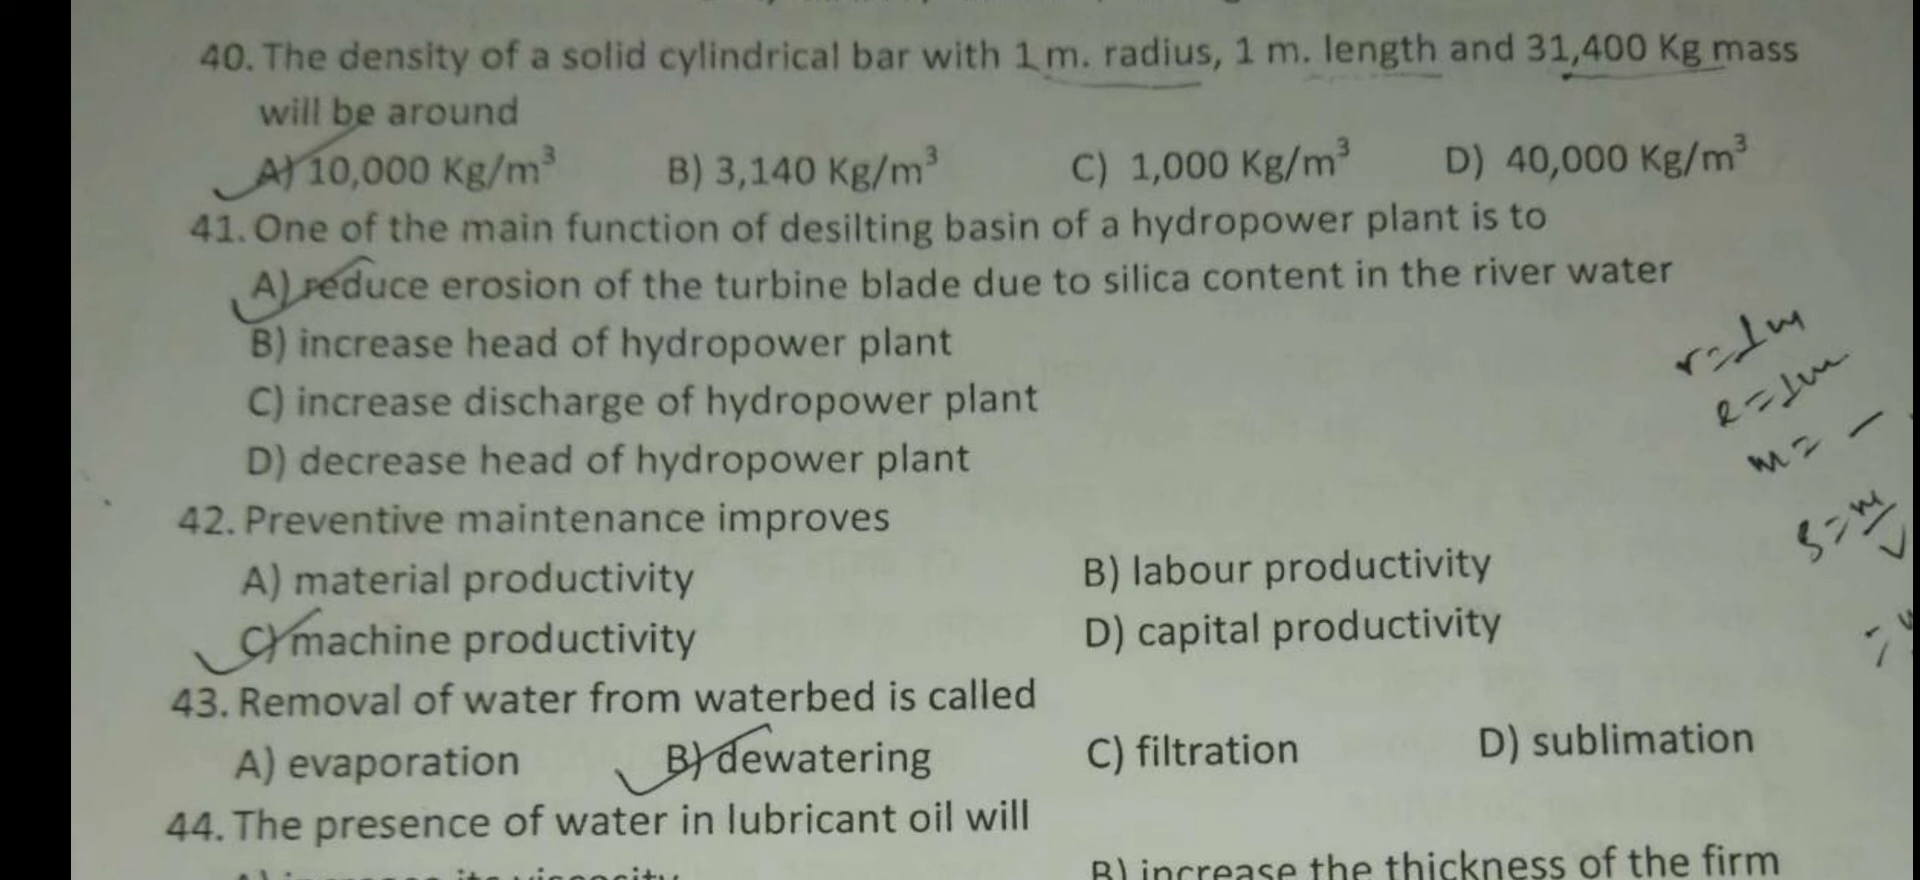 40. The density of a solid cylindrical bar with 1 m. radius, 1 m. length and 31,400 Kg mass
will be around
A) 10,000 Kg/m³ B) 3,140 Kg/m³ C) 1,000 Kg/m³ D) 40,000 Kg/m³
41. One of the main function of desilting basin of a hydropower plant is to
A) reduce erosion of the turbine blade due to silica content in the river water
B) increase head of hydropower plant
r=1m
C) increase discharge of hydropower plant
l=1m
D) decrease head of hydropower plant
m=
42. Preventive maintenance improves
A) material productivity B) labour productivity
C) machine productivity D) capital productivity
43. Removal of water from waterbed is called
A) evaporation B) dewatering C) filtration D) sublimation
44. The presence of water in lubricant oil will
B) increase the thickness of the firm